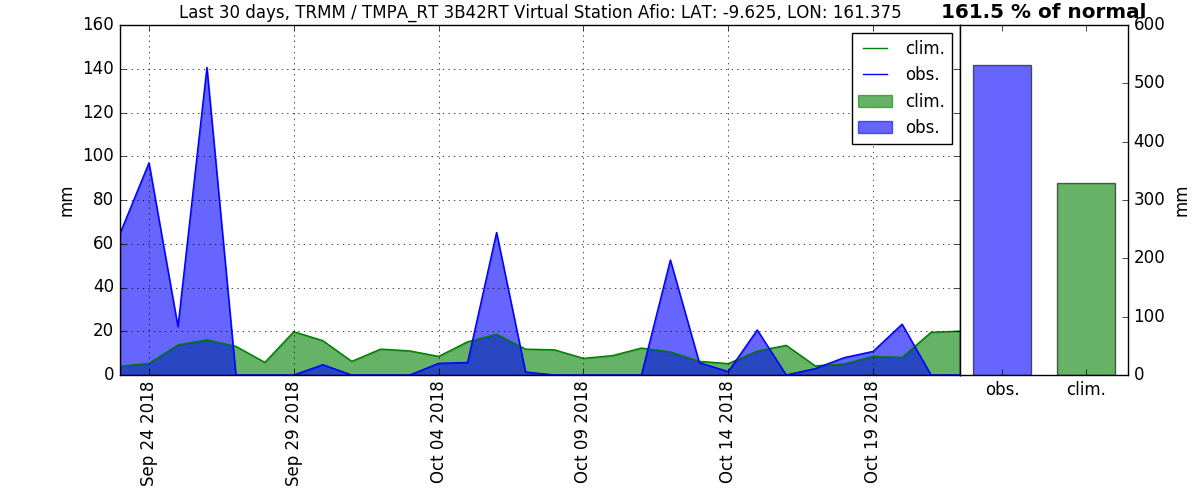 Last 30 days, TRMM / TMPA_RT 3B42RT Virtual Station Afio: LAT: -9.625, LON: 161.375
161.5 % of normal
160
140
120
100
80
60
40
20
0
mm
clim.
obs.
clim.
obs.
Sep 24 2018
Sep 29 2018
Oct 04 2018
Oct 09 2018
Oct 14 2018
Oct 19 2018
600
500
400
300
200
100
0
mm
obs.
clim.